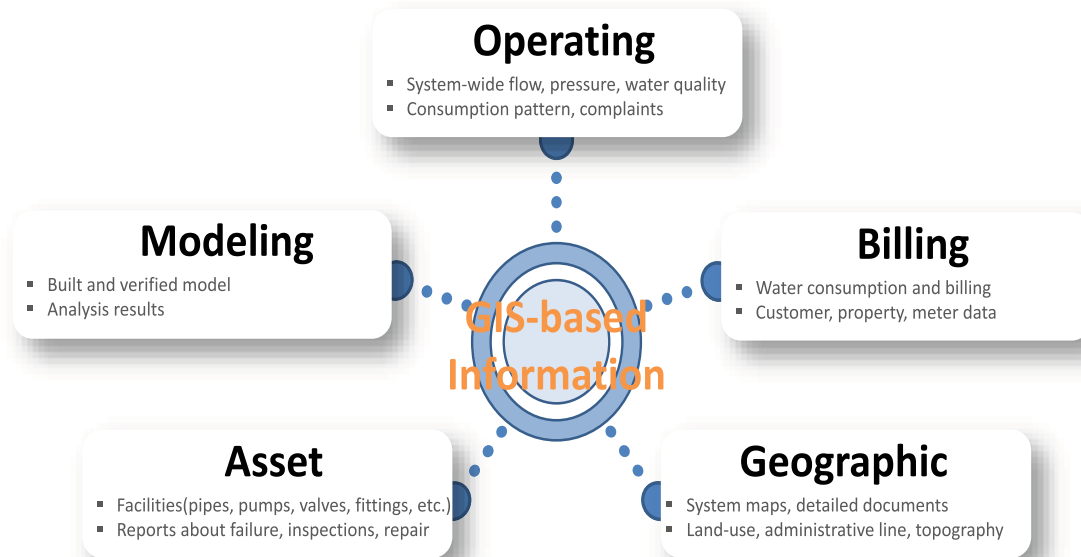 Operating
▪ System-wide flow, pressure, water quality
▪ Consumption pattern, complaints
Modeling
▪ Built and verified model
▪ Analysis results
Billing
▪ Water consumption and billing
▪ Customer, property, meter data
GIS-based
Information
Asset
▪ Facilities(pipes, pumps, valves, fittings, etc.)
▪ Reports about failure, inspections, repair
Geographic
▪ System maps, detailed documents
▪ Land-use, administrative line, topography